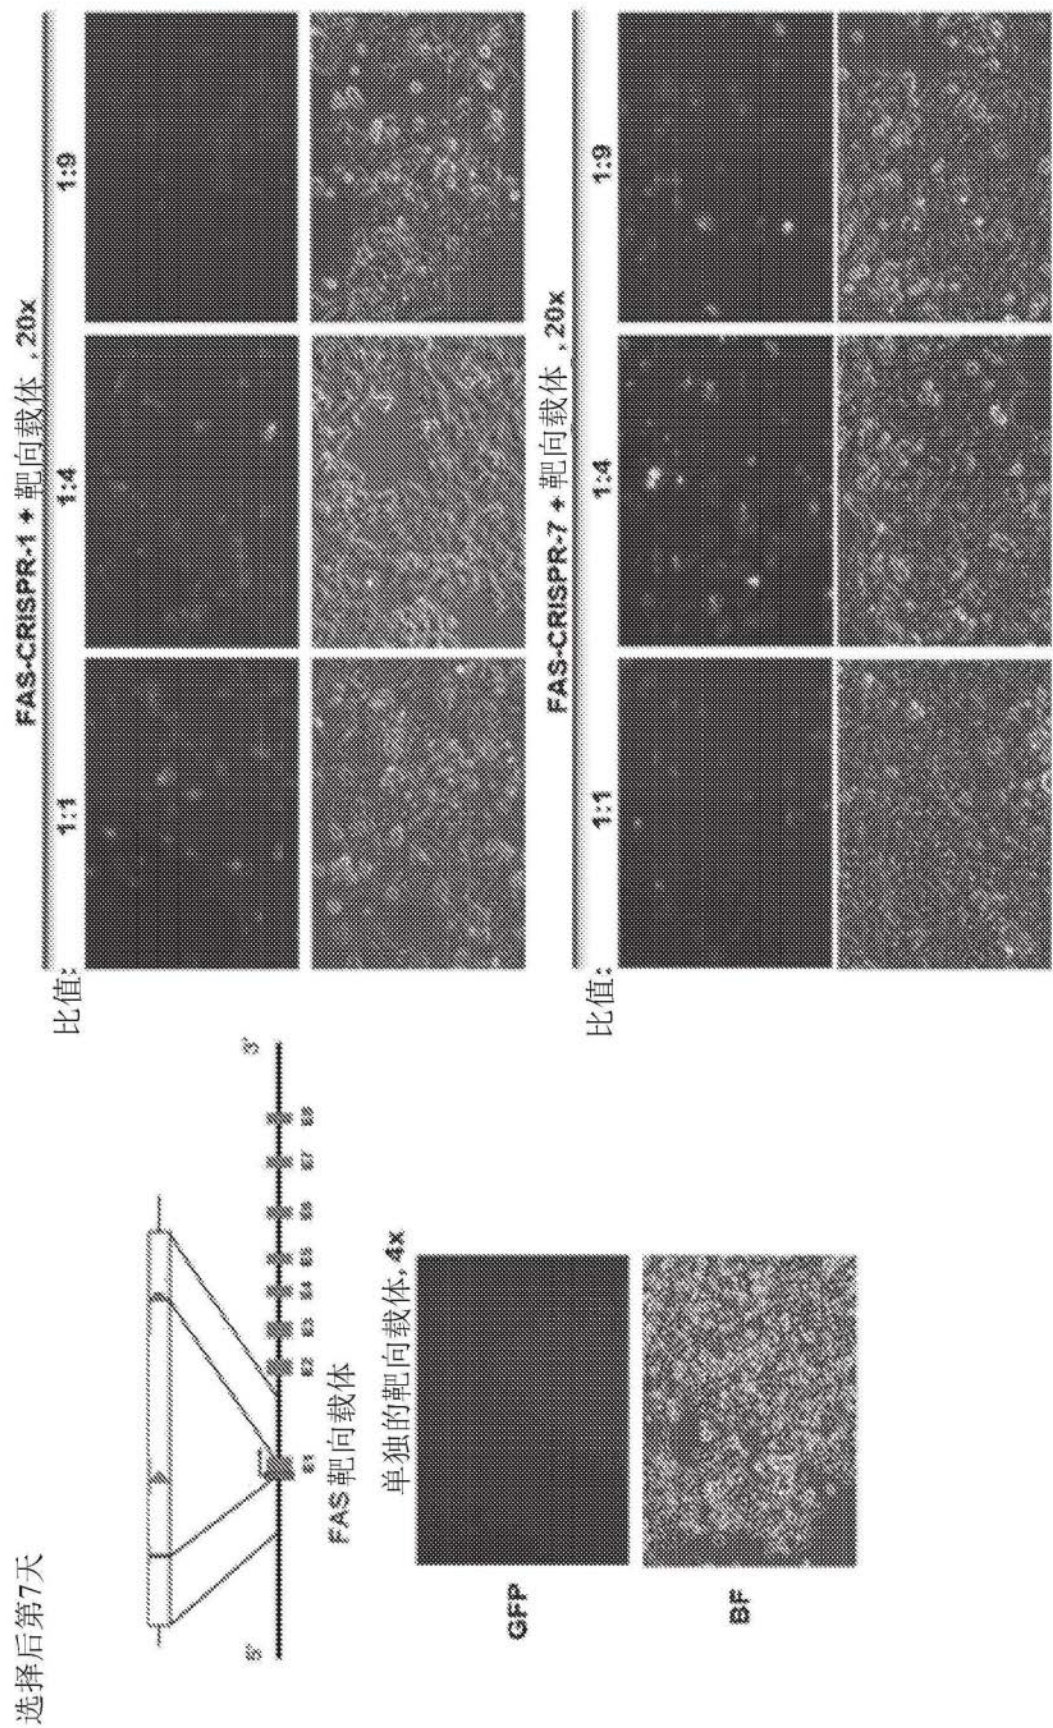 选择后第7天
5'
3'
E1
E2
E3
E4
E5
E6
E7
E8
FAS靶向载体
单独的靶向载体, 4x
GFP
BF
FAS-CRISPR-1 + 靶向载体 , 20x
比值:
1:1
1:4
1:9
FAS-CRISPR-7 + 靶向载体 , 20x
比值:
1:1
1:4
1:9